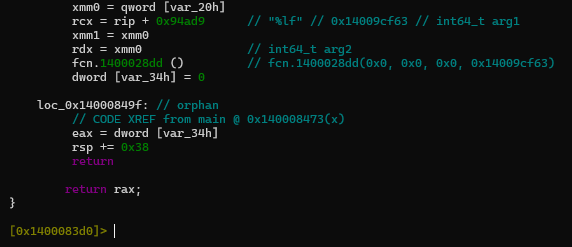 xmm0 = qword [var_20h]
rcx = rip + 0x94ad9 // "%lf" // 0x14009cf63 // int64_t arg1
xmm1 = xmm0
rdx = xmm0 // int64_t arg2
fcn.1400028dd () // fcn.1400028dd(0x0, 0x0, 0x0, 0x14009cf63)
dword [var_34h] = 0
loc_0x14000849f: // orphan
// CODE XREF from main @ 0x140008473(x)
eax = dword [var_34h]
rsp += 0x38
return
return rax;
}
[0x1400083d0]>